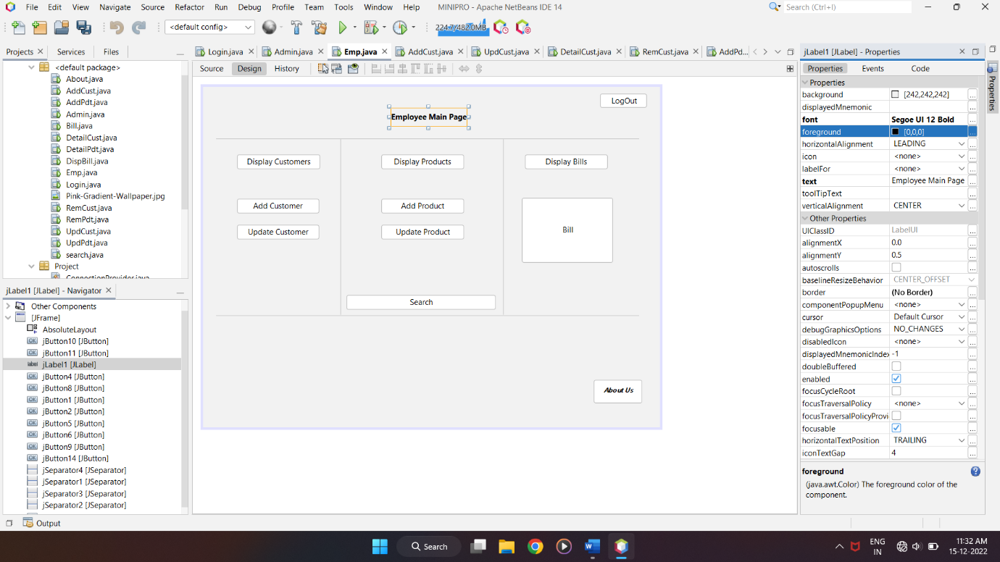 File Edit View Navigate Source Refactor Run Debug Profile Team Tools Window Help MINIPRO - Apache NetBeans IDE 14 Search (Ctrl+I)
<default config> 224.7/482.0MB
Projects Services Files
Login.java Admin.java Emp.java AddCust.java UpdCust.java DetailCust.java RemCust.java AddPd...
Source Design History
<default package>
About.java
AddCust.java
AddPdt.java
Admin.java
Bill.java
DetailCust.java
DetailPdt.java
DispBill.java
Emp.java
Login.java
Pink-Gradient-Wallpaper.jpg
RemCust.java
RemPdt.java
UpdCust.java
UpdPdt.java
search.java
Project
ConnectionProvider.java
jLabel1 [JLabel] - Navigator
Other Components
[JFrame]
AbsoluteLayout
jButton10 [JButton]
jButton11 [JButton]
label jLabel1 [JLabel]
OK jButton4 [JButton]
OK jButton8 [JButton]
OK jButton1 [JButton]
OK jButton2 [JButton]
OK jButton5 [JButton]
OK jButton6 [JButton]
OK jButton9 [JButton]
OK jButton14 [JButton]
jSeparator4 [JSeparator]
jSeparator1 [JSeparator]
jSeparator3 [JSeparator]
jSeparator2 [JSeparator]
Output
LogOut
Employee Main Page
Display Customers Display Products Display Bills
Add Customer Add Product
Update Customer Update Product
Bill
Search
About Us
jLabel1 [JLabel] - Properties
Properties Events Code
Properties
background [242,242,242] ...
displayedMnemonic ...
font Segoe UI 12 Bold ...
foreground [0,0,0] ...
horizontalAlignment LEADING ...
icon <none> ...
labelFor <none> ...
text Employee Main Page ...
toolTipText ...
verticalAlignment CENTER ...
Other Properties
UIClassID LabelUI ...
alignmentX 0.0 ...
alignmentY 0.5 ...
autoscrolls ...
baselineResizeBehavior CENTER_OFFSET
border (No Border) ...
componentPopupMenu <none> ...
cursor Default Cursor ...
debugGraphicsOptions NO_CHANGES ...
disabledIcon <none> ...
displayedMnemonicIndex -1 ...
doubleBuffered ...
enabled ...
focusCycleRoot ...
focusTraversalPolicy <none> ...
focusTraversalPolicyProvi ...
focusable ...
horizontalTextPosition TRAILING ...
iconTextGap 4 ...
foreground
(java.awt.Color) The foreground color of the
component.
Properties
Search
ENG
IN
11:32 AM
15-12-2022